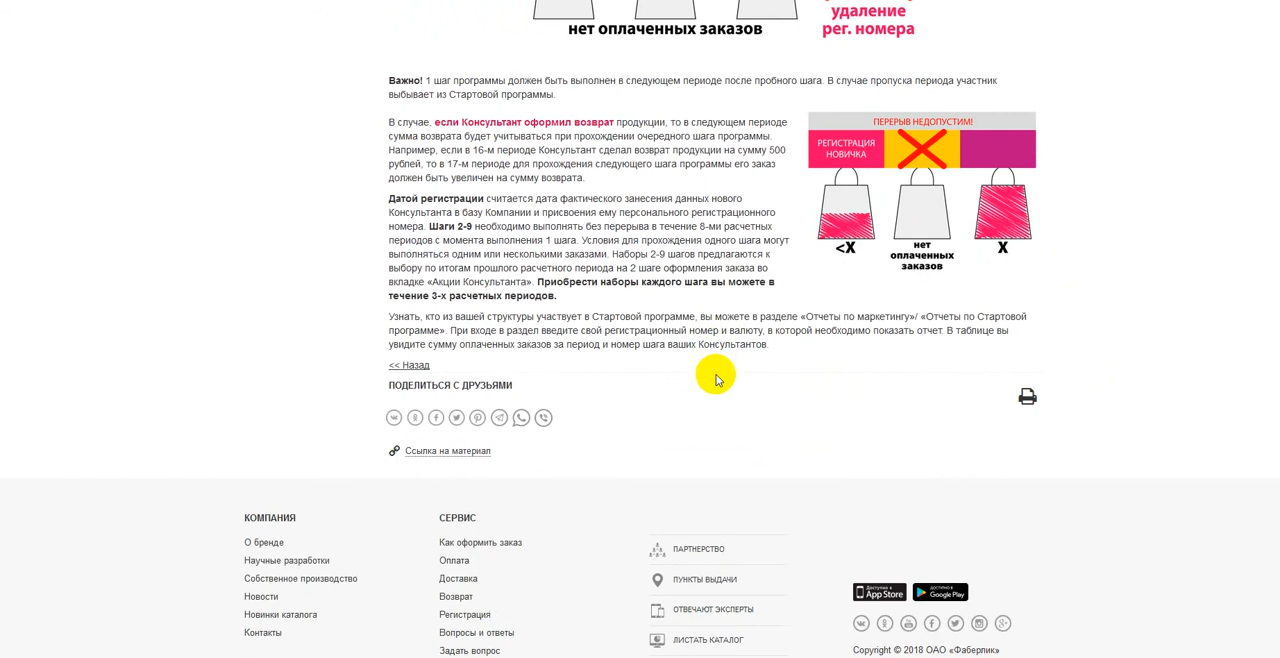 удаление
рег. номера
нет оплаченных заказов
Важно! 1 шаг программы должен быть выполнен в следующем периоде после пробного шага. В случае пропуска периода участник
выбывает из Стартовой программы.
В случае, если Консультант оформил возврат продукции, то в следующем периоде
сумма возврата будет учитываться при прохождении очередного шага программы.
Например, если в 16-м периоде Консультант сделал возврат продукции на сумму 500
рублей, то в 17-м периоде для прохождения следующего шага программы его заказ
должен быть увеличен на сумму возврата.
Датой регистрации считается дата фактического занесения данных нового
Консультанта в базу Компании и присвоения ему персонального регистрационного
номера. Шаги 2-9 необходимо выполнять без перерыва в течение 8-ми расчетных
периодов с момента выполнения 1 шага. Условия для прохождения одного шага могут
выполняться одним или несколькими заказами. Наборы 2-9 шагов предлагаются к
выбору по итогам прошлого расчетного периода на 2 шаге оформления заказа во
вкладке «Акции Консультанта». Приобрести наборы каждого шага вы можете в
течение 3-х расчетных периодов.
ПЕРЕРЫВ НЕДОПУСТИМ!
РЕГИСТРАЦИЯ
НОВИЧКА
<X
нет
оплаченных
заказов
X
Узнать, кто из вашей структуры участвует в Стартовой программе, вы можете в разделе «Отчеты по маркетингу»/ «Отчеты по Стартовой
программе». При входе в раздел введите свой регистрационный номер и валюту, в которой необходимо показать отчет. В таблице вы
увидите сумму оплаченных заказов за период и номер шага ваших Консультантов.
<< Назад
ПОДЕЛИТЬСЯ С ДРУЗЬЯМИ
Ссылка на материал
КОМПАНИЯ
О бренде
Научные разработки
Собственное производство
Новости
Новинки каталога
Контакты
СЕРВИС
Как оформить заказ
Оплата
Доставка
Возврат
Регистрация
Вопросы и ответы
Задать вопрос
ПАРТНЕРСТВО
ПУНКТЫ ВЫДАЧИ
ОТВЕЧАЮТ ЭКСПЕРТЫ
ЛИСТАТЬ КАТАЛОГ
Доступно в
App Store
ДОСТУПНО В
Google Play
Copyright © 2018 ОАО «Фаберлик»